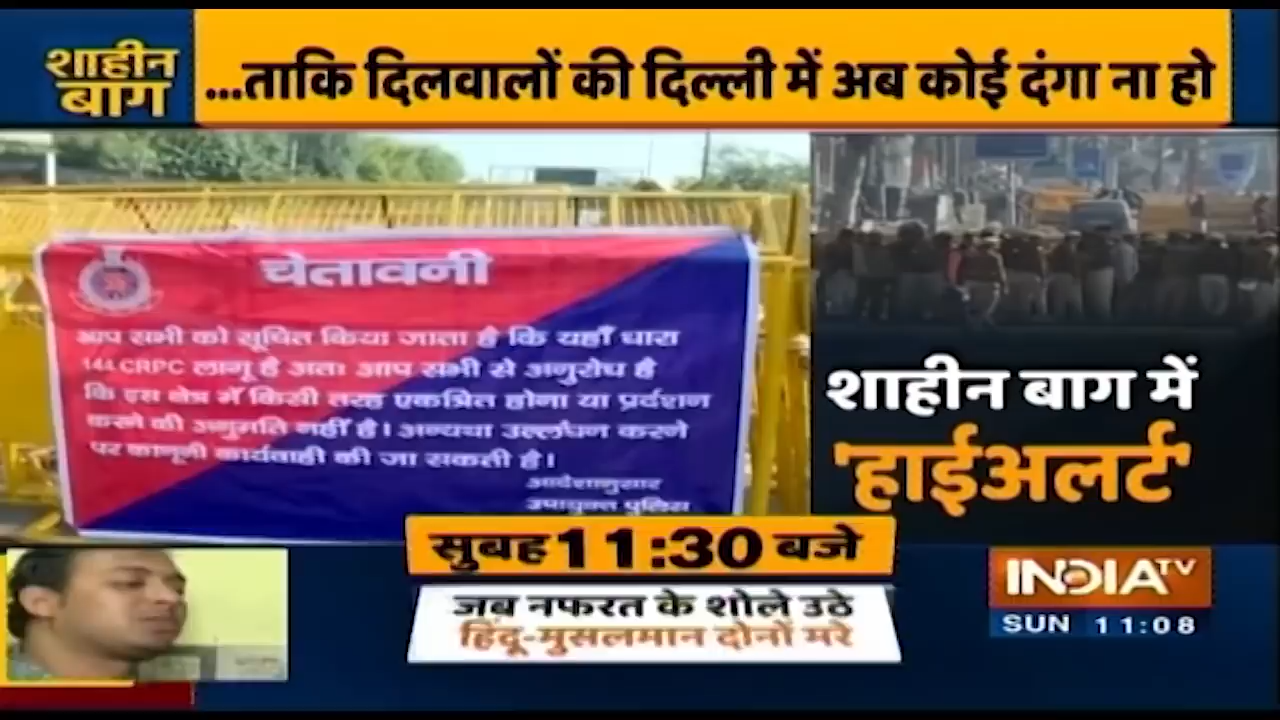 शाहीन
बाग
...ताकि दिलवालों की दिल्ली में अब कोई दंगा ना हो
चेतावनी
आप सभी को सूचित किया जाता है कि यहाँ धारा
144 CRPC लागू है अतः आप सभी से अनुरोध है
कि इस क्षेत्र में किसी तरह एकत्रित होना या प्रर्दशन
करने की अनुमति नहीं है। अन्यथा उल्लंघन करने
पर कानूनी कार्यवाही की जा सकती है।
आदेशानुसार
उपायुक्त पुलिस
शाहीन बाग में
'हाईअलर्ट'
सुबह 11:30 बजे
जब नफरत के शोले उठे
हिंदू-मुसलमान दोनों मरे
INDIA TV
SUN 11:08